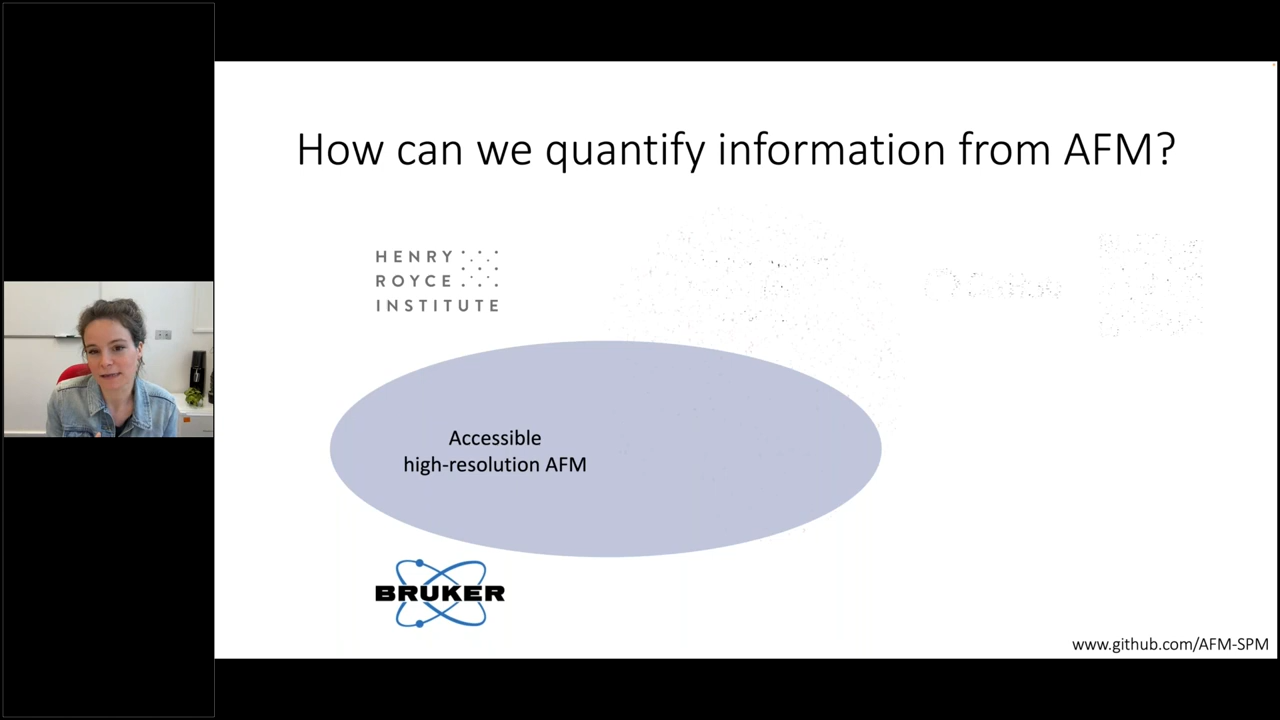 How can we quantify information from AFM?
HENRY
ROYCE
INSTITUTE
Accessible
high-resolution AFM
BRUKER
www.github.com/AFM-SPM